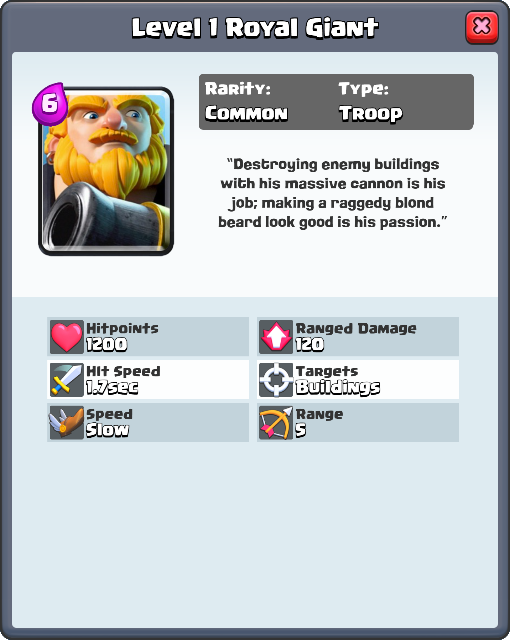 Level 1 Royal Giant
6
Rarity: Type:
Common Troop
“Destroying enemy buildings
with his massive cannon is his
job; making a raggedy blond
beard look good is his passion.”
Hitpoints
1200
Ranged Damage
120
Hit Speed
1.7sec
Targets
Buildings
Speed
Slow
Range
5